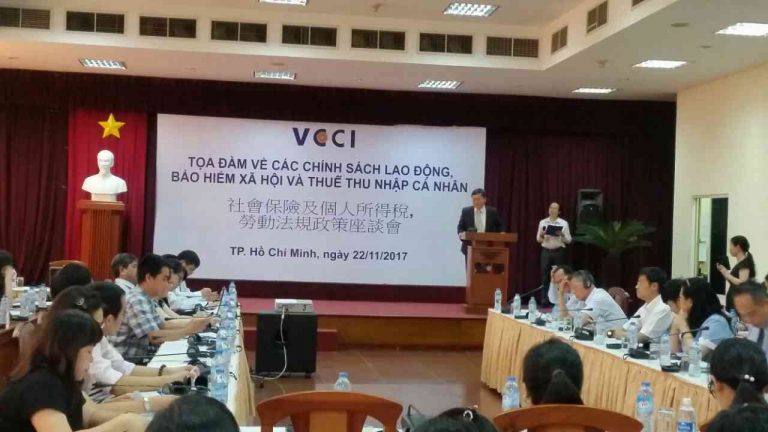 VCCI
TỌA ĐÀM VỀ CÁC CHÍNH SÁCH LAO ĐỘNG,
BẢO HIỂM XÃ HỘI VÀ THUẾ THU NHẬP CÁ NHÂN
社會保險及個人所得稅,
勞動法規政策座談會
TP. Hồ Chí Minh, ngày 22/11/2017
VCCI